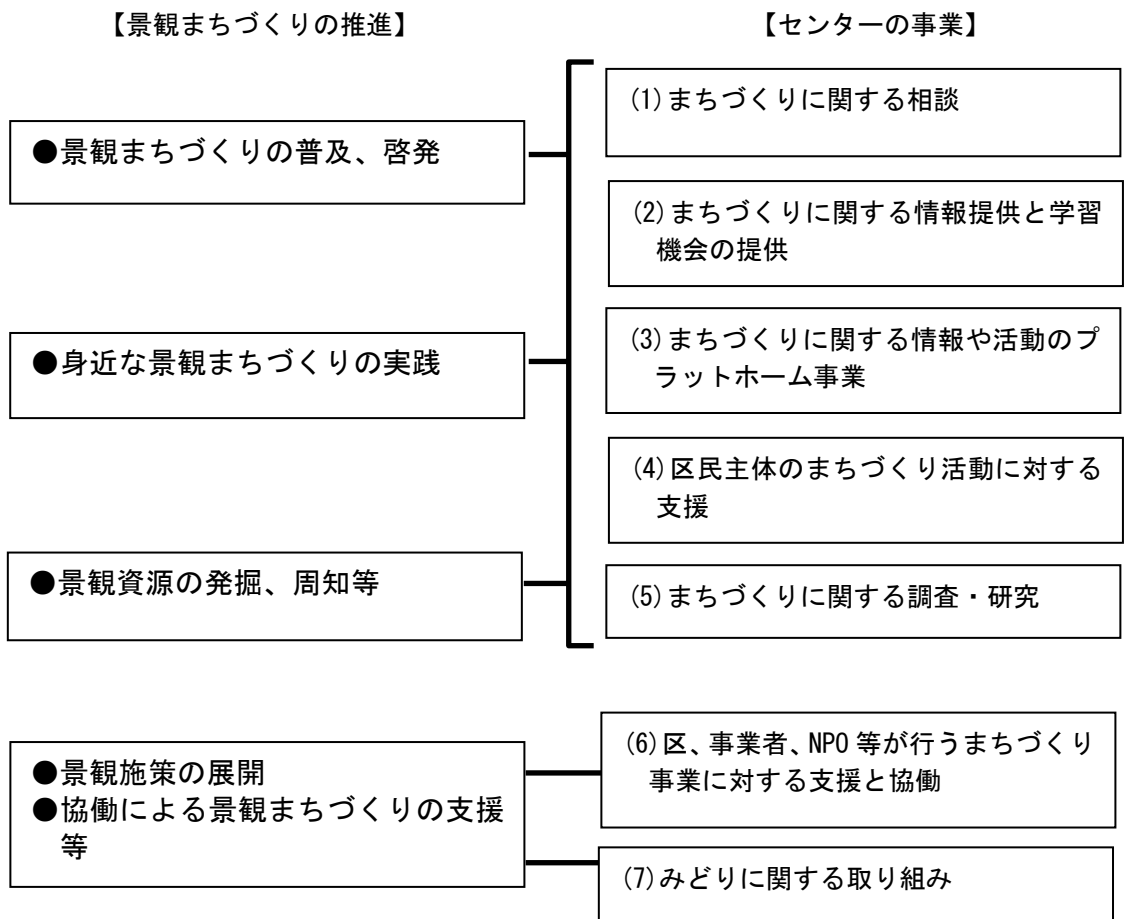 【景観まちづくりの推進】
【センターの事業】
●景観まちづくりの普及、啓発
●身近な景観まちづくりの実践
●景観資源の発掘、周知等
(1)まちづくりに関する相談
(2)まちづくりに関する情報提供と学習
機会の提供
(3)まちづくりに関する情報や活動のプ
ラットホーム事業
(4)区民主体のまちづくり活動に対する
支援
(5)まちづくりに関する調査・研究
●景観施策の展開
●協働による景観まちづくりの支援
等
(6)区、事業者、NPO等が行うまちづくり
事業に対する支援と協働
(7)みどりに関する取り組み